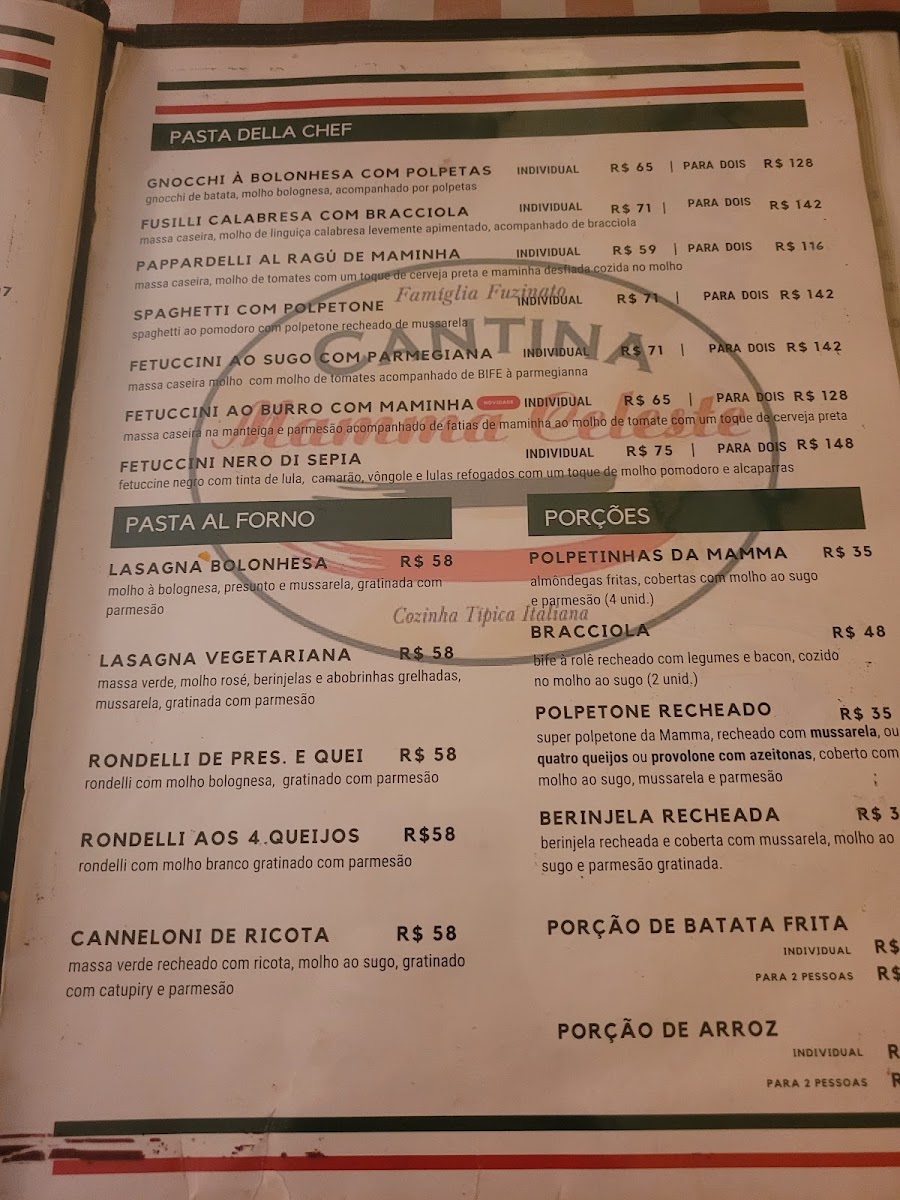 PASTA DELLA CHEF
GNOCCHI À BOLONHESA COM POLPETAS INDIVIDUAL R$ 65 | PARA DOIS R$ 128
gnocchi de batata, molho bolognesa, acompanhado por polpetas
FUSILLI CALABRESA COM BRACCIOLA INDIVIDUAL R$ 71 | PARA DOIS R$ 142
massa caseira, molho de linguiça calabresa levemente apimentado, acompanhado de bracciola
PAPPARDELLI AL RAGÚ DE MAMINHA INDIVIDUAL R$ 59 | PARA DOIS R$ 116
massa caseira, molho de tomates com um toque de cerveja preta e maminha desfiada cozida no molho
Famíglia Fuzinato
SPAGHETTI COM POLPETONE INDIVIDUAL R$ 71 | PARA DOIS R$ 142
spaghetti ao pomodoro com polpetone recheado de mussarela
CANTINA
FETUCCINI AO SUGO COM PARMEGIANA INDIVIDUAL R$ 71 | PARA DOIS R$ 142
massa caseira molho com molho de tomates acompanhado de BIFE à parmegianna
FETUCCINI AO BURRO COM MAMINHA NOVIDADE INDIVIDUAL R$ 65 | PARA DOIS R$ 128
Mamma Celeste
massa caseira na manteiga e parmesão acompanhado de fatias de maminha ao molho de tomate com um toque de cerveja preta
FETUCCINI NERO DI SEPIA INDIVIDUAL R$ 75 | PARA DOIS R$ 148
fetuccine negro com tinta de lula, camarão, vôngole e lulas refogados com um toque de molho pomodoro e alcaparras
PASTA AL FORNO
LASAGNA BOLONHESA R$ 58
molho à bolognesa, presunto e mussarela, gratinada com
parmesão
LASAGNA VEGETARIANA R$ 58
massa verde, molho rosé, berinjelas e abobrinhas grelhadas,
mussarela, gratinada com parmesão
RONDELLI DE PRES. E QUEI R$ 58
rondelli com molho bolognesa, gratinado com parmesão
RONDELLI AOS 4 QUEIJOS R$58
rondelli com molho branco gratinado com parmesão
CANNELONI DE RICOTA R$ 58
massa verde recheado com ricota, molho ao sugo, gratinado
com catupiry e parmesão
PORÇÕES
POLPETINHAS DA MAMMA R$ 35
almôndegas fritas, cobertas com molho ao sugo
e parmesão (4 unid.)
Cozinha Típica Italiana
BRACCIOLA R$ 48
bife à rolê recheado com legumes e bacon, cozido
no molho ao sugo (2 unid.)
POLPETONE RECHEADO R$ 35
super polpetone da Mamma, recheado com mussarela, ou
quatro queijos ou provolone com azeitonas, coberto com
molho ao sugo, mussarela e parmesão
BERINJELA RECHEADA R$ 3
berinjela recheada e coberta com mussarela, molho ao
sugo e parmesão gratinada.
PORÇÃO DE BATATA FRITA
INDIVIDUAL R$
PARA 2 PESSOAS R$
PORÇÃO DE ARROZ
INDIVIDUAL R
PARA 2 PESSOAS R